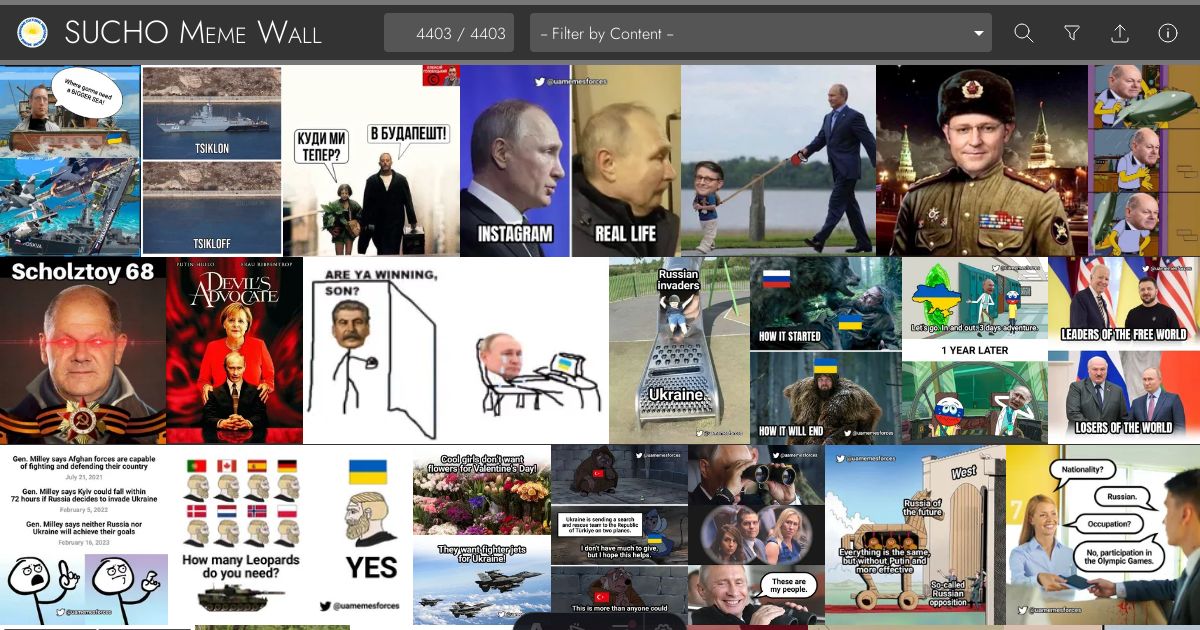 SUCHO Meme Wall
4403 / 4403
-- Filter by Content --
Where gonna need
a BIGGER SEA!
TSIKLON
TSIKLOFF
КУДИ МИ
ТЕПЕР?
В БУДАПЕШТ!
@uamemesforces
INSTAGRAM
REAL LIFE
Scholztoy 68
DEVIL'S
ADVOCATE
ARE YA WINNING,
SON?
Russian
invaders
Ukraine
@uamemesforces
HOW IT STARTED
HOW IT WILL END
@uamemesforces
@uamemesforces
Let's go. In and out. 3 days adventure.
1 YEAR LATER
@uamemesforces
LEADERS OF THE FREE WORLD
LOSERS OF THE WORLD
Gen. Milley says Afghan forces are capable
of fighting and defending their country
July 21, 2021
Gen. Milley says Kyiv could fall within
72 hours if Russia decides to invade Ukraine
February 5, 2022
Gen. Milley says neither Russia nor
Ukraine will achieve their goals
February 16, 2023
@uamemesforces
How many Leopards
do you need?
YES
@uamemesforces
Cool girls don't want
flowers for Valentine's Day!
They want fighter jets
for Ukraine!
@uamemesforces
Ukraine is sending a search
and rescue team to the Republic
of Türkiye on two planes.
I don't have much to give,
but I hope this helps.
This is more than anyone could
These are
my people.
@uamemesforces
West
Russia of
the future
Everything is the same,
but without Putin and
more effective
So-called
Russian
opposition
Nationality?
Russian.
Occupation?
No, participation in
the Olympic Games.
@uamemesforces